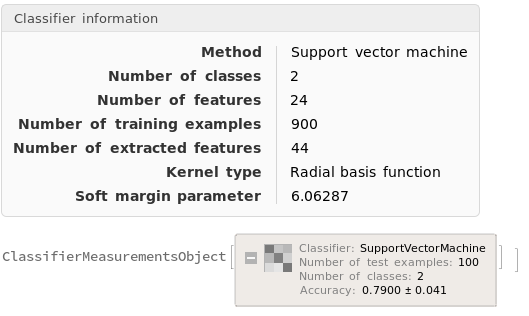 Classifier information
Method Support vector machine
Number of classes 2
Number of features 24
Number of training examples 900
Number of extracted features 44
Kernel type Radial basis function
Soft margin parameter 6.06287
ClassifierMeasurementsObject[
Classifier: SupportVectorMachine
Number of test examples: 100
Number of classes: 2
Accuracy: 0.7900 ± 0.041
]